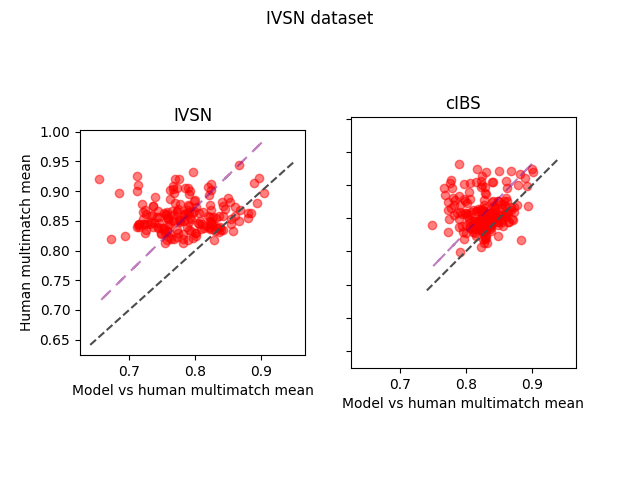 IVSN dataset
IVSN
cIBS
1.00
0.95
0.90
0.85
0.80
0.75
0.70
0.65
Human multimatch mean
0.7 0.8 0.9
0.7 0.8 0.9
Model vs human multimatch mean
Model vs human multimatch mean